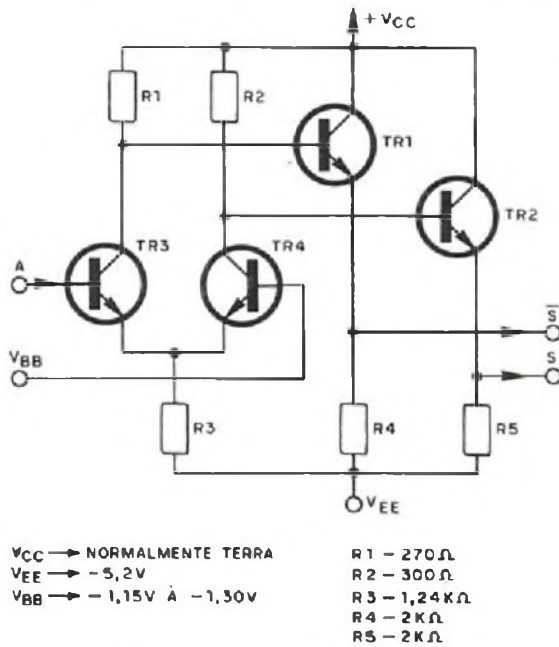 + VCC
R1
R2
TR1
TR2
TR3
TR4
A
VBB
S̅
S
R3
R4
R5
VEE
VCC → NORMALMENTE TERRA
VEE → -5,2V
VBB → -1,15V À -1,30V
R1 - 270Ω
R2 - 300Ω
R3 - 1,24KΩ
R4 - 2KΩ
R5 - 2KΩ